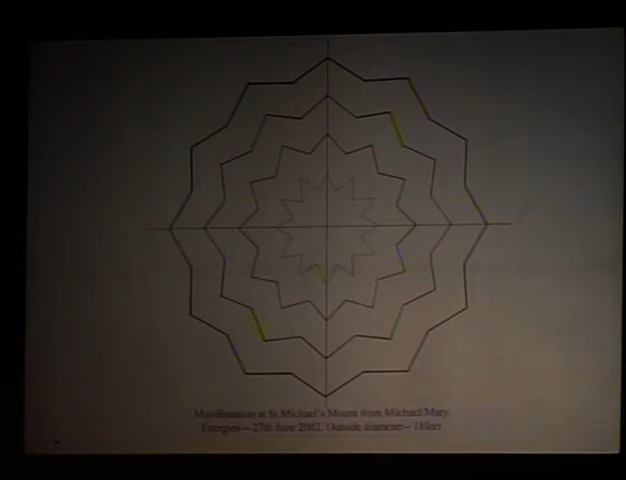 Manifestation at St Michael's Mount from Michael/Mary
Energies -- 27th June 2002. Outside diameter-- 18feet